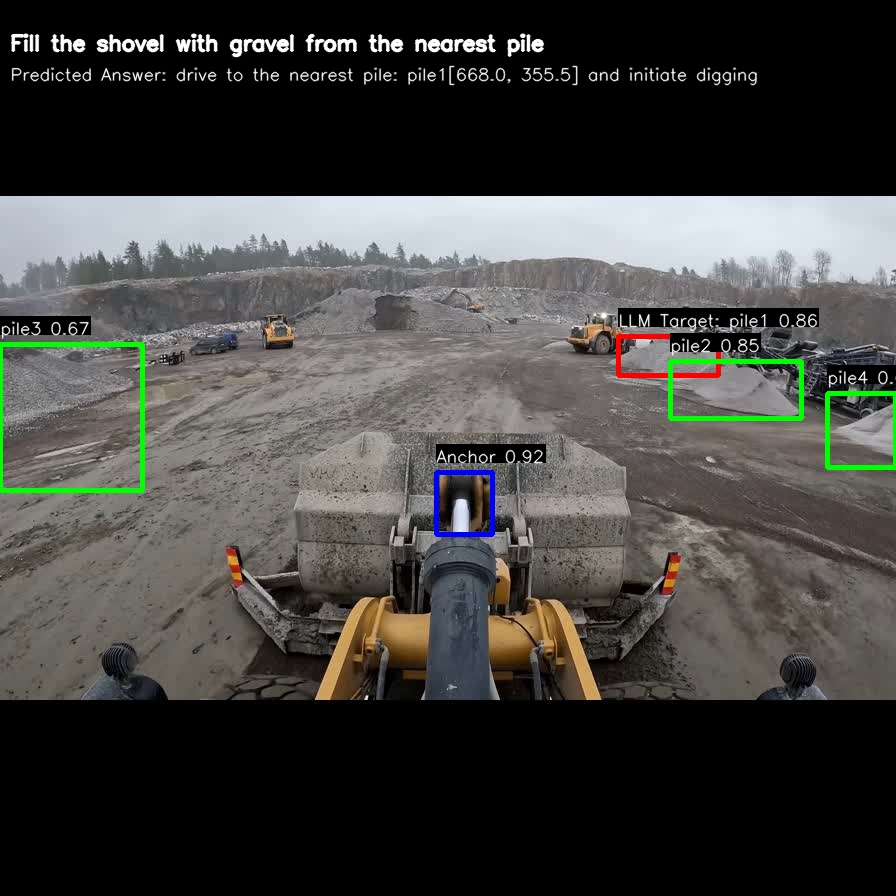 Fill the shovel with gravel from the nearest pile
Predicted Answer: drive to the nearest pile: pile1[668.0, 355.5] and initiate digging
LLM Target: pile1 0.86
pile3 0.67
pile2 0.85
pile4 0.
Anchor 0.92